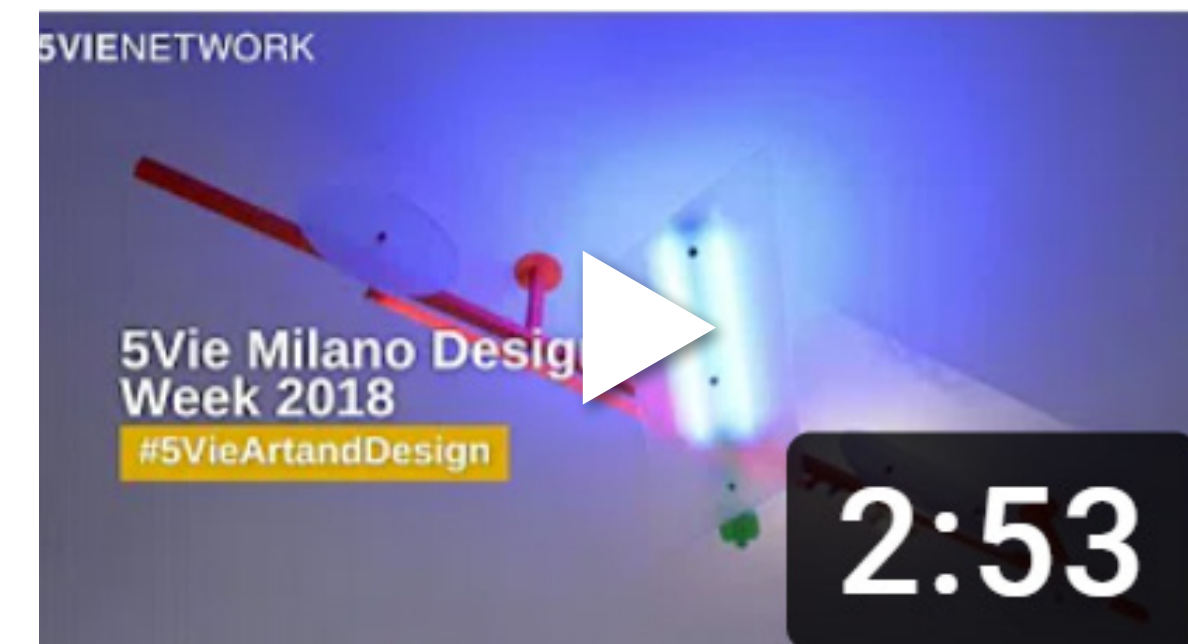 5VIENETWORK
5Vie Milano Desig
Week 2018
#5VieArtandDesign
2:53